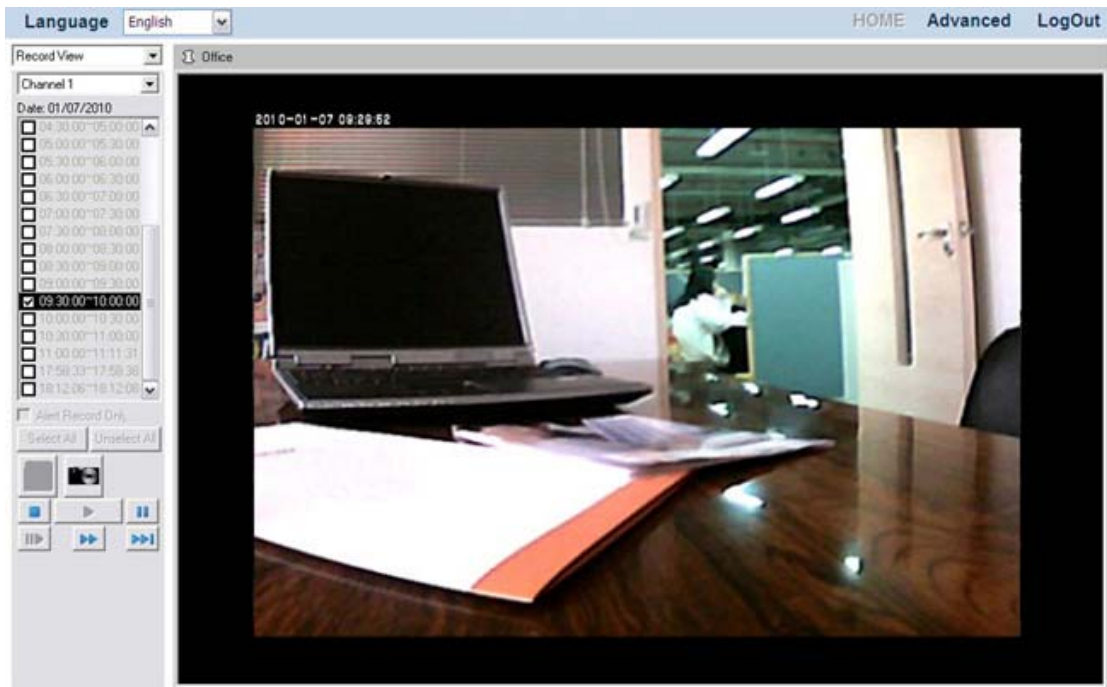 Language English HOME Advanced LogOut
Record View
Office
Channel 1
Date: 01/07/2010
04:30:00~05:00:00
05:00:00~05:30:00
05:30:00~06:00:00
06:00:00~06:30:00
06:30:00~07:00:00
07:00:00~07:30:00
07:30:00~08:00:00
08:00:00~08:30:00
08:30:00~09:00:00
09:00:00~09:30:00
09:30:00~10:00:00
10:00:00~10:30:00
10:30:00~11:00:00
11:00:00~11:11:31
17:58:33~17:58:38
18:12:06~18:12:08
Alert Record Only
Select All Unselect All
2010-01-07 09:29:52